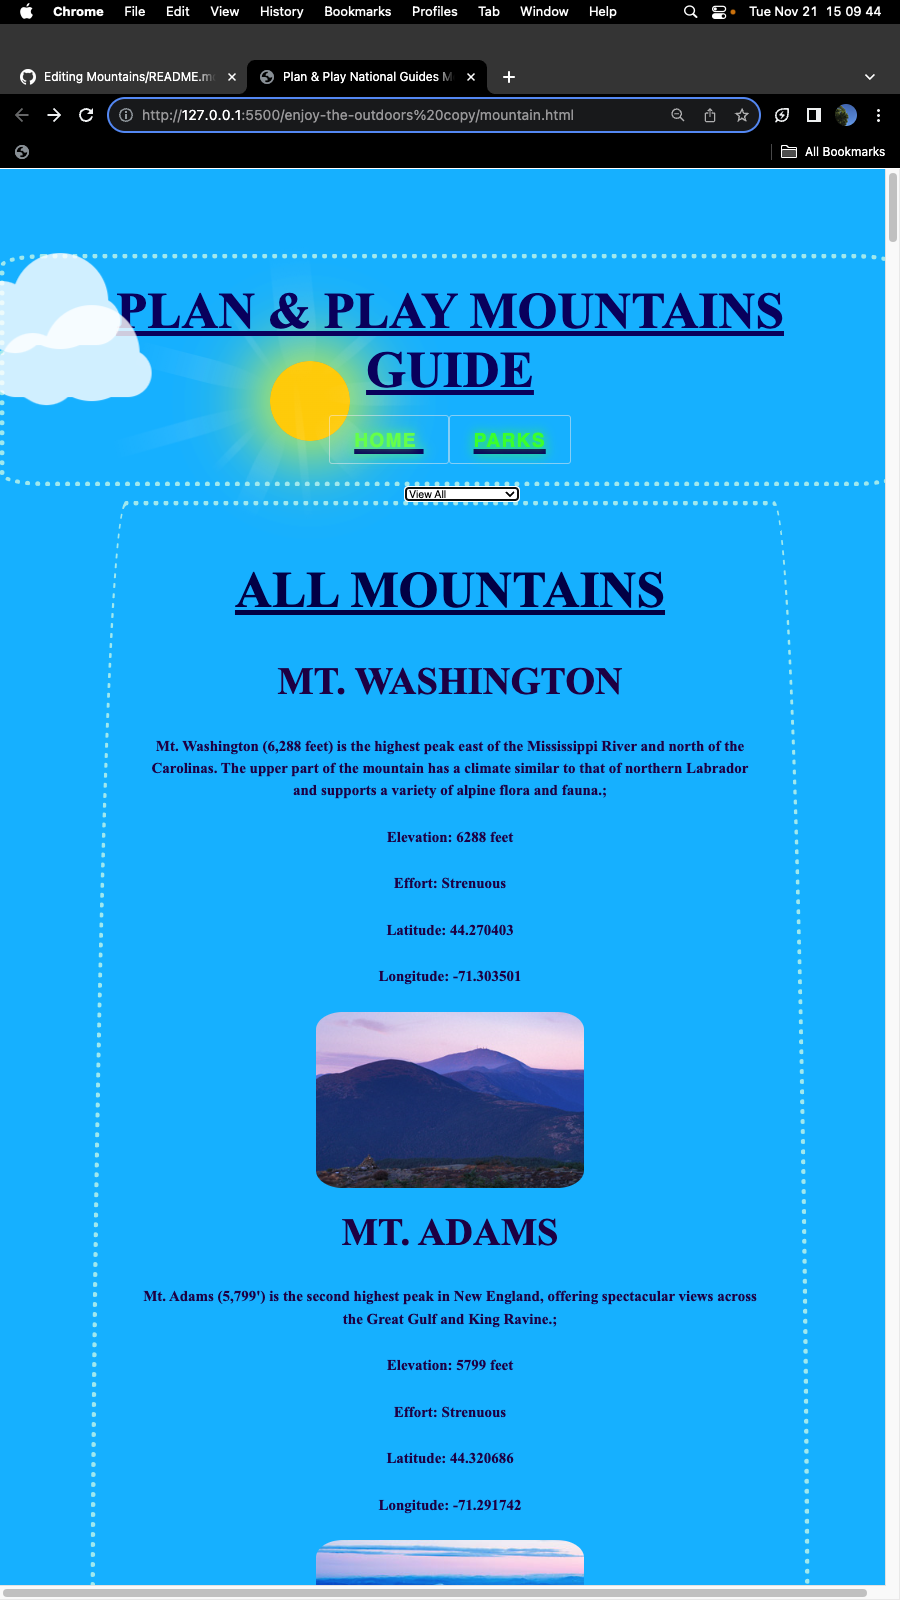 Chrome File Edit View History Bookmarks Profiles Tab Window Help Tue Nov 21 15 09 44
Editing Mountains/README.m Plan & Play National Guides M
http://127.0.0.1:5500/enjoy-the-outdoors%20copy/mountain.html
All Bookmarks
PLAN & PLAY MOUNTAINS
GUIDE
HOME PARKS
View All
ALL MOUNTAINS
MT. WASHINGTON
Mt. Washington (6,288 feet) is the highest peak east of the Mississippi River and north of the
Carolinas. The upper part of the mountain has a climate similar to that of northern Labrador
and supports a variety of alpine flora and fauna.;
Elevation: 6288 feet
Effort: Strenuous
Latitude: 44.270403
Longitude: -71.303501
MT. ADAMS
Mt. Adams (5,799') is the second highest peak in New England, offering spectacular views across
the Great Gulf and King Ravine.;
Elevation: 5799 feet
Effort: Strenuous
Latitude: 44.320686
Longitude: -71.291742